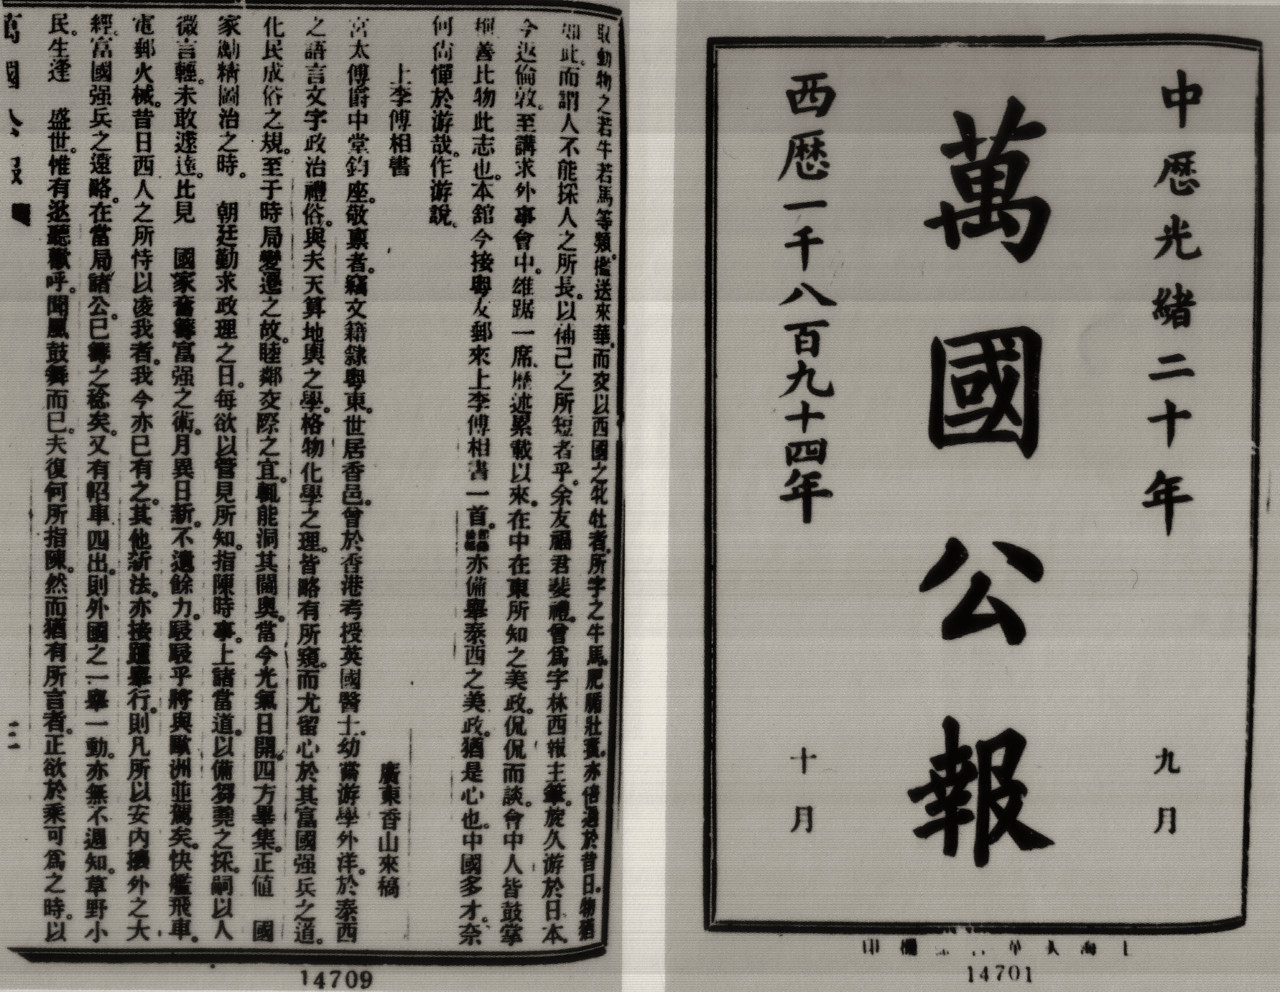 中歷光緒二十年 九月
萬國公報
西歷一千八百九十四年 十月
14701
取動物之若牛若馬等類檻送來華而交以西國之牝牡者所字之牛馬肥腯壯實亦倍過於昔日物猶
如此而謂人不能採人之所長以補己之所短者乎余友福君斐禮曾爲字林西報主筆旋久游於日本
今返倫敦至講求外事會中雄踞一席歷述累載以來在中在東所知之美政侃侃而談會中人皆鼓掌
稱善比物此志也本館今接粵友郵來上李傅相書一首亦備舉泰西之美政猶是心也中國多才奈
何尙憚於游哉作游說
上李傅相書 廣東香山來稿
宮太傅爵中堂鈞座敬禀者竊文籍隸粵東世居香邑曾於香港考授英國醫士幼嘗游學外洋於泰西
之語言文字政治禮俗與夫天算地輿之學格物化學之理皆略有所窺而尤留心於其富國强兵之道
化民成俗之規至于時局變遷之故睦鄰交際之宜輒能洞其閫奧當今光氣日開四方畢集正値 國
家勵精圖治之時 朝廷勤求政理之日每欲以管見所知指陳時事上諸當道以備芻蕘之採嗣以人
微言輕未敢遽達比見 國家奮籌富强之術月異日新不遺餘力駸駸乎將與歐洲並駕矣快艦飛車
電郵火械昔日西人之所恃以凌我者我今亦已有之其他新法亦接踵舉行則凡所以安內攘外之大
經富國强兵之遠略在當局諸公已籌之稔矣又有軺車四出則外國之一舉一動亦無不週知草野小
民生逢 盛世惟有逖聽歡呼聞風鼓舞而已夫復何所指陳然而猶有所言者正欲於乘可爲之時以
萬國公報
三
14709